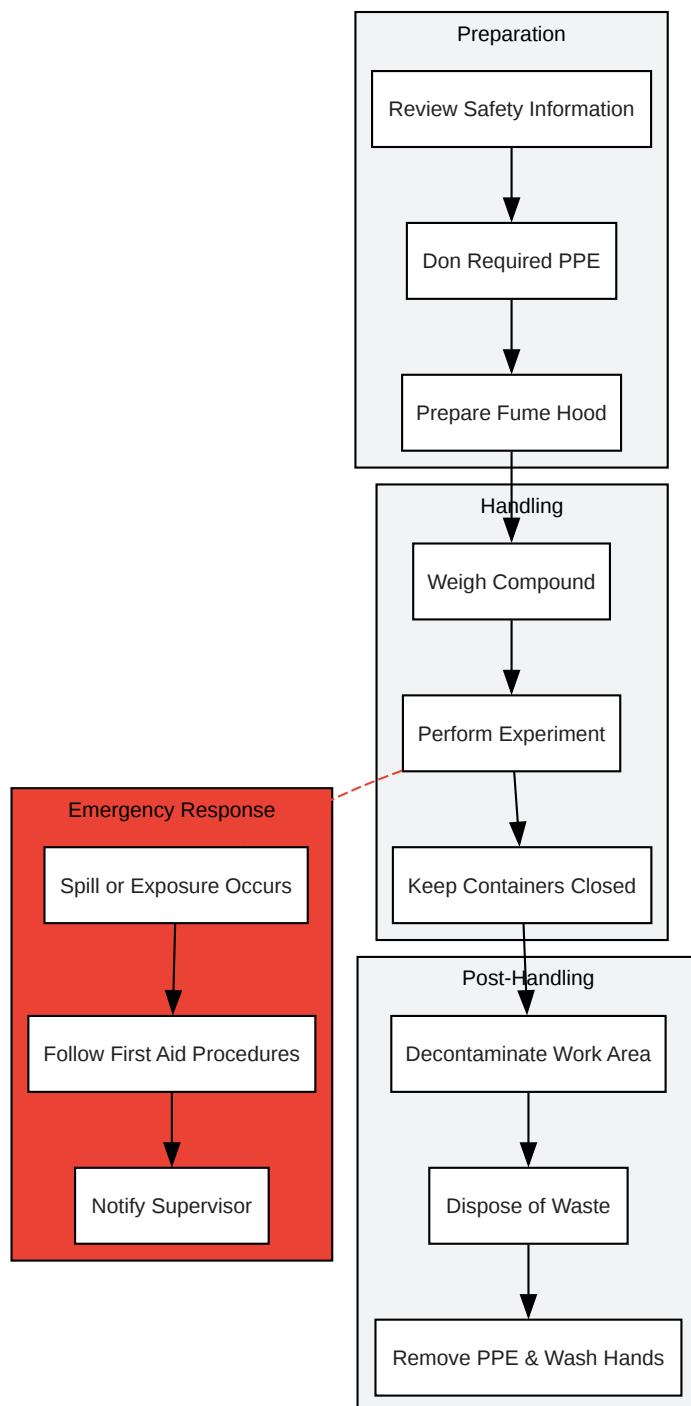 Preparation
Review Safety Information
Don Required PPE
Prepare Fume Hood
Handling
Weigh Compound
Perform Experiment
Keep Containers Closed
Emergency Response
Spill or Exposure Occurs
Follow First Aid Procedures
Notify Supervisor
Post-Handling
Decontaminate Work Area
Dispose of Waste
Remove PPE & Wash Hands